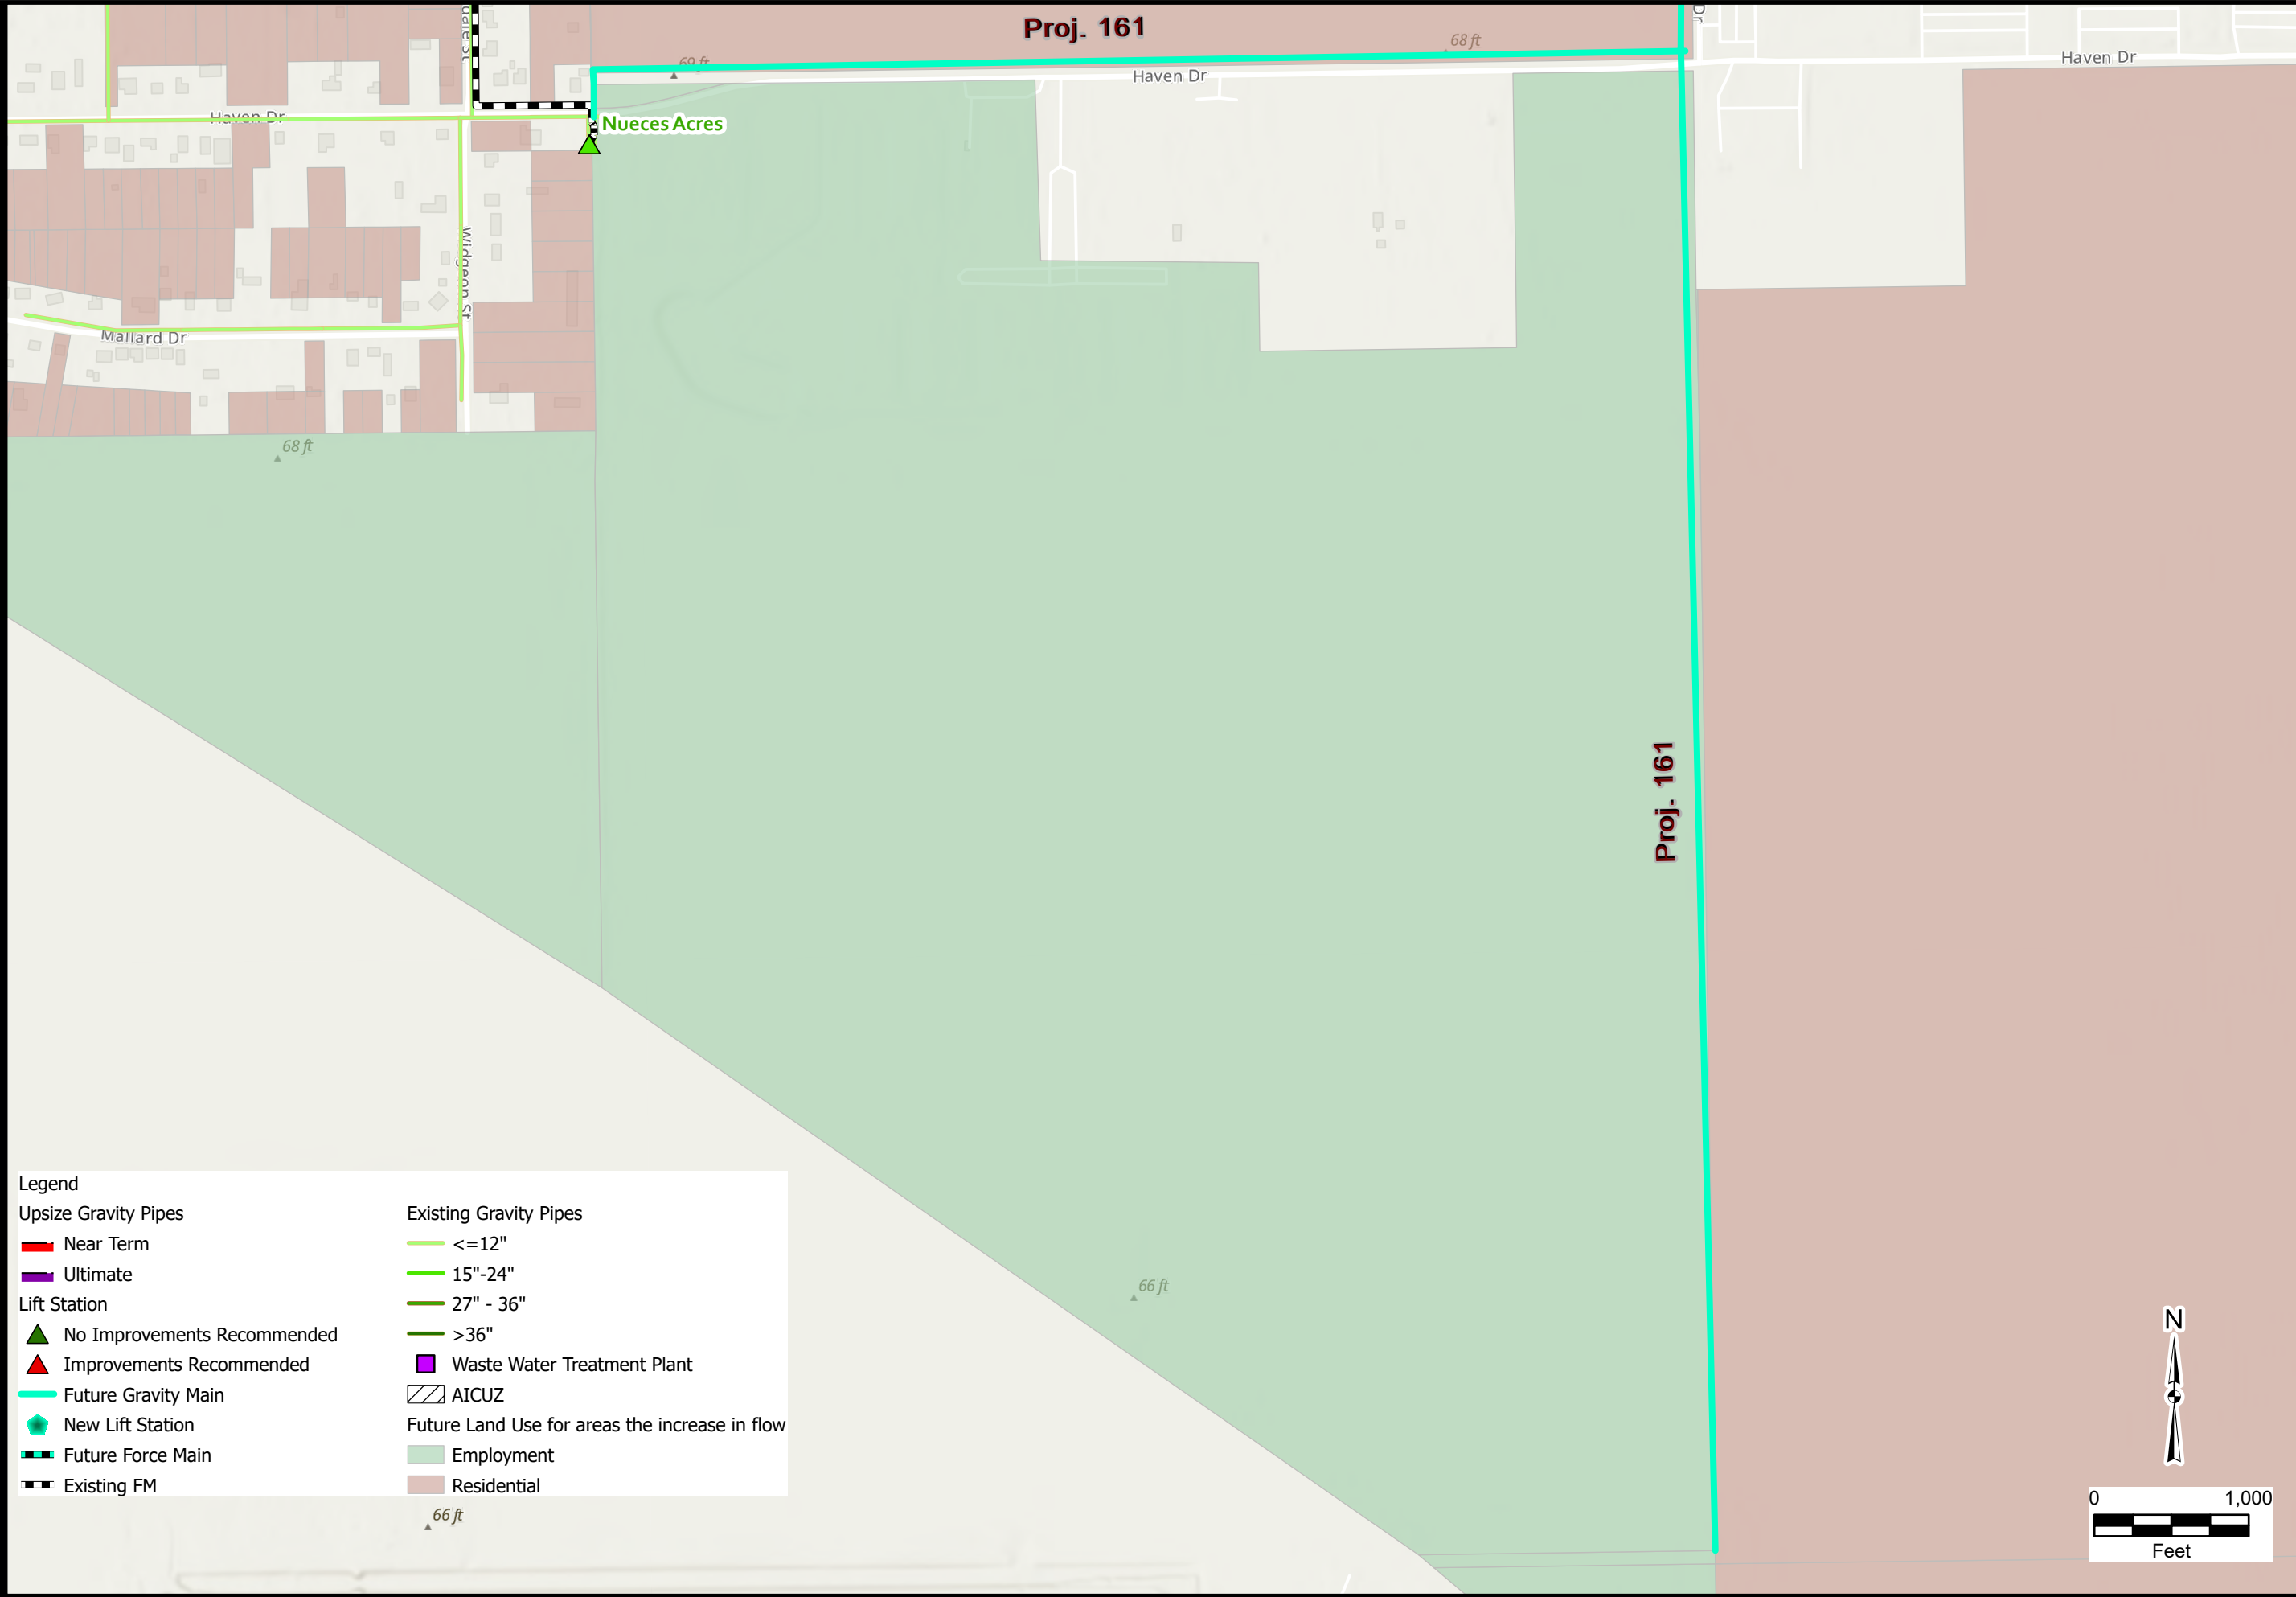 Proj. 161
69 ft
68 ft
Haven Dr
Haven Dr
Dr
Haven Dr
Nueces Acres
Widgeon St
Mallard Dr
68 ft
Proj. 161
66 ft
Legend
Upsize Gravity Pipes
Near Term
Ultimate
Lift Station
No Improvements Recommended
Improvements Recommended
Future Gravity Main
New Lift Station
Future Force Main
Existing FM
Existing Gravity Pipes
<=12"
15"-24"
27" - 36"
>36"
Waste Water Treatment Plant
AICUZ
Future Land Use for areas the increase in flow
Employment
Residential
66 ft
N
0 1,000
Feet